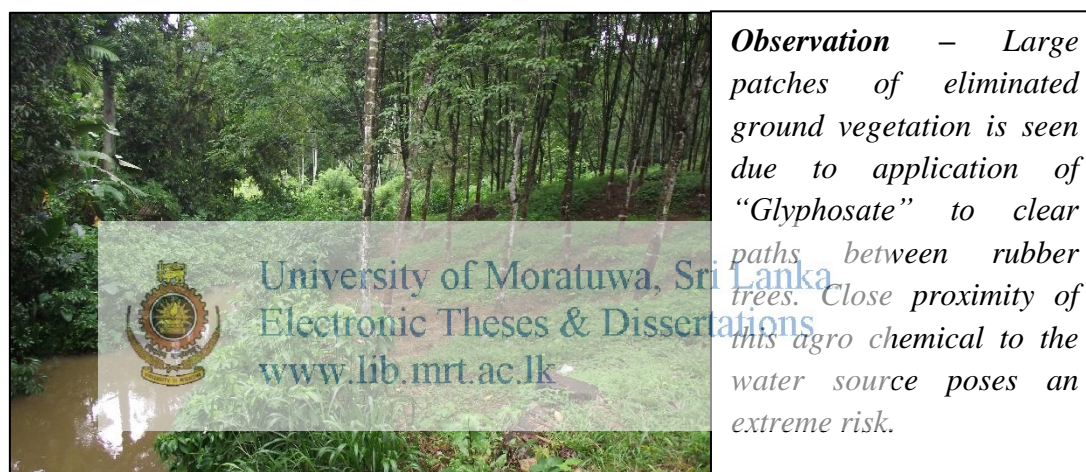 Observation – Large
patches of eliminated
ground vegetation is seen
due to application of
“Glyphosate” to clear
paths between rubber
trees. Close proximity of
this agro chemical to the
water source poses an
extreme risk.
University of Moratuwa, Sri Lanka
Electronic Theses & Dissertations
www.lib.mrt.ac.lk